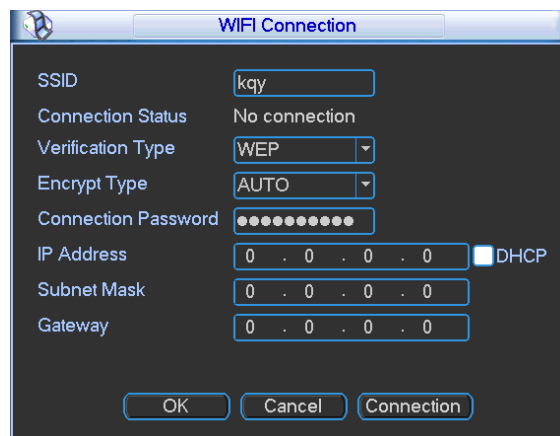 WIFI Connection
SSID kqy
Connection Status No connection
Verification Type WEP
Encrypt Type AUTO
Connection Password ●●●●●●●●●●
IP Address 0 . 0 . 0 . 0 DHCP
Subnet Mask 0 . 0 . 0 . 0
Gateway 0 . 0 . 0 . 0
OK Cancel Connection